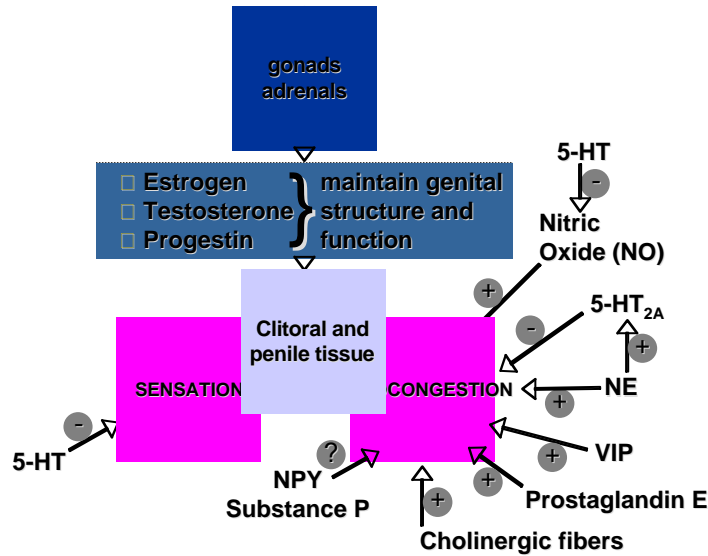 gonads
adrenals
Estrogen
Testosterone
Progestin
}
maintain genital
structure and
function
5-HT
-
Nitric
Oxide (NO)
+
Clitoral and
penile tissue
5-HT2A
-
+
SENSATION
CONGESTION
+
NE
-
5-HT
?
NPY
Substance P
+
VIP
+
Prostaglandin E
+
Cholinergic fibers